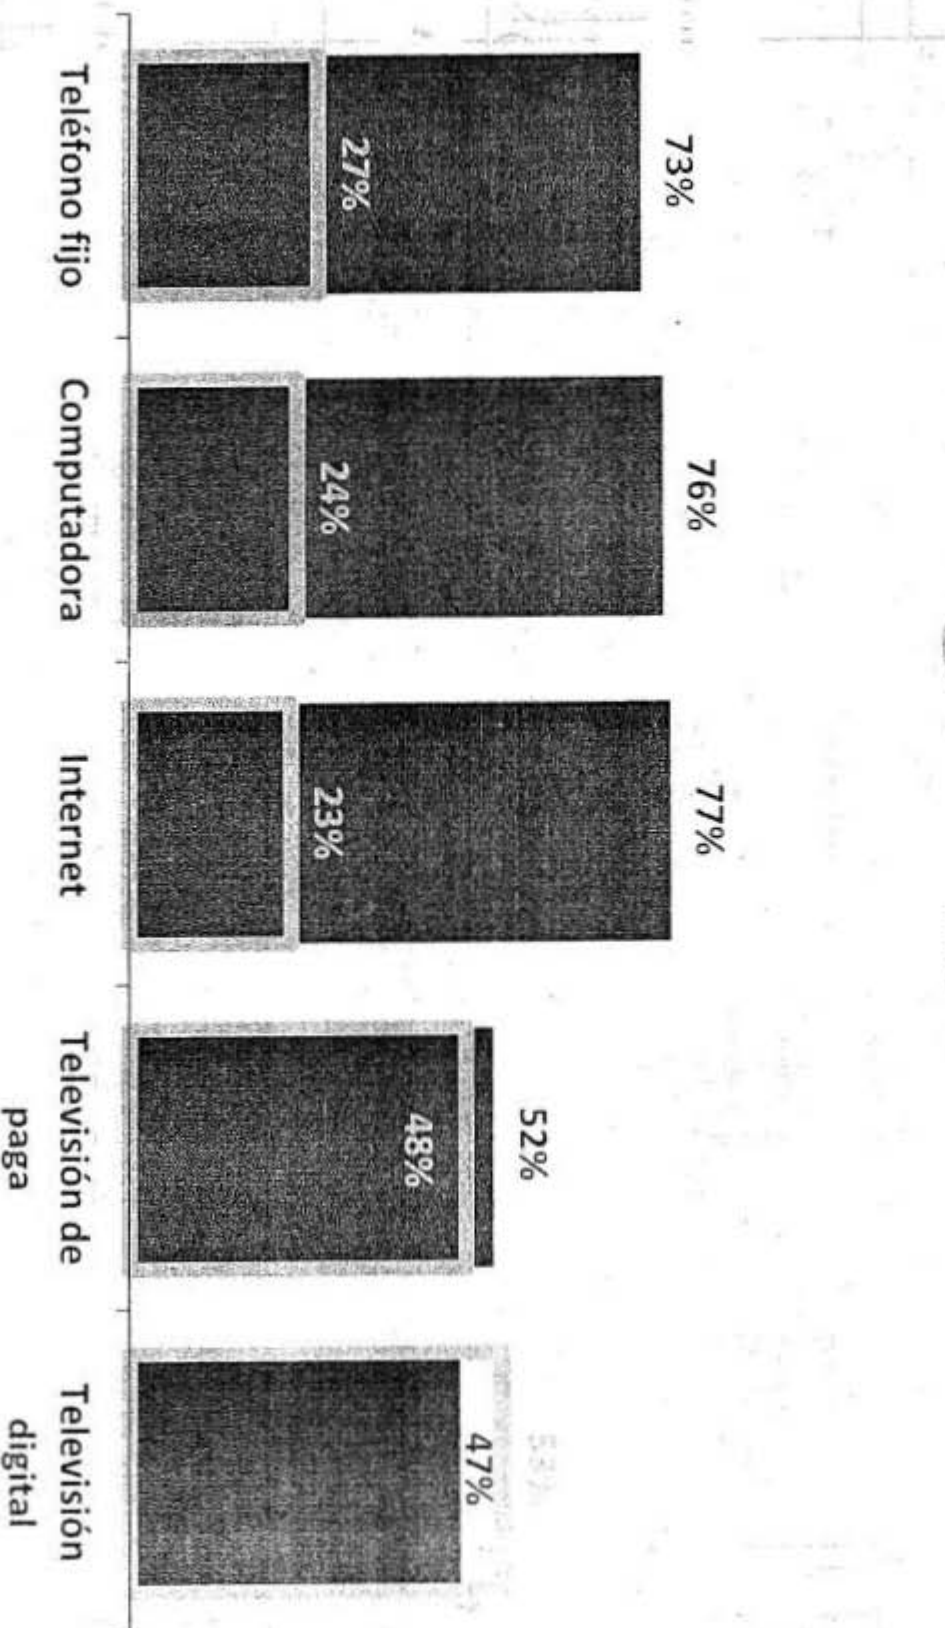 73%
76%
77%
52%
27%
24%
23%
48%
47%
Teléfono fijo
Computadora
Internet
Televisión de
paga
Televisión
digital